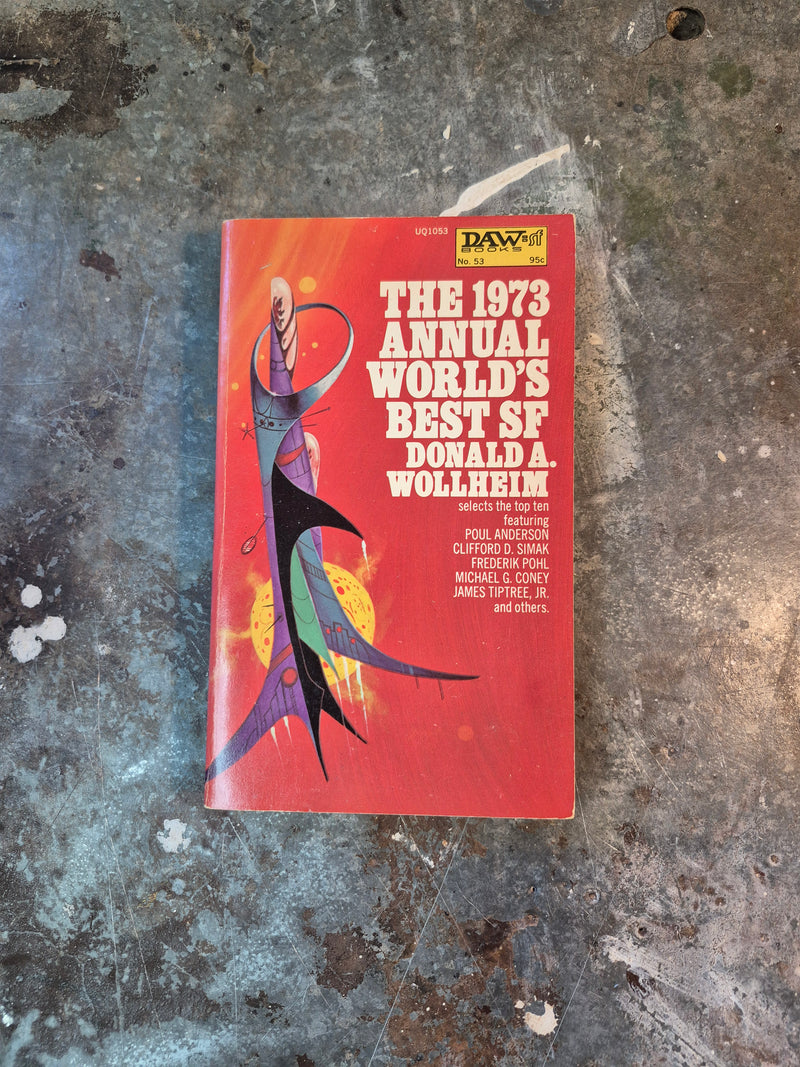 UQ1053
DAW=sf
BOOKS
No. 53 95c
THE 1973
ANNUAL
WORLD'S
BEST SF
DONALD A.
WOLLHEIM
selects the top ten
featuring
POUL ANDERSON
CLIFFORD D. SIMAK
FREDERIK POHL
MICHAEL G. CONEY
JAMES TIPTREE, JR.
and others.